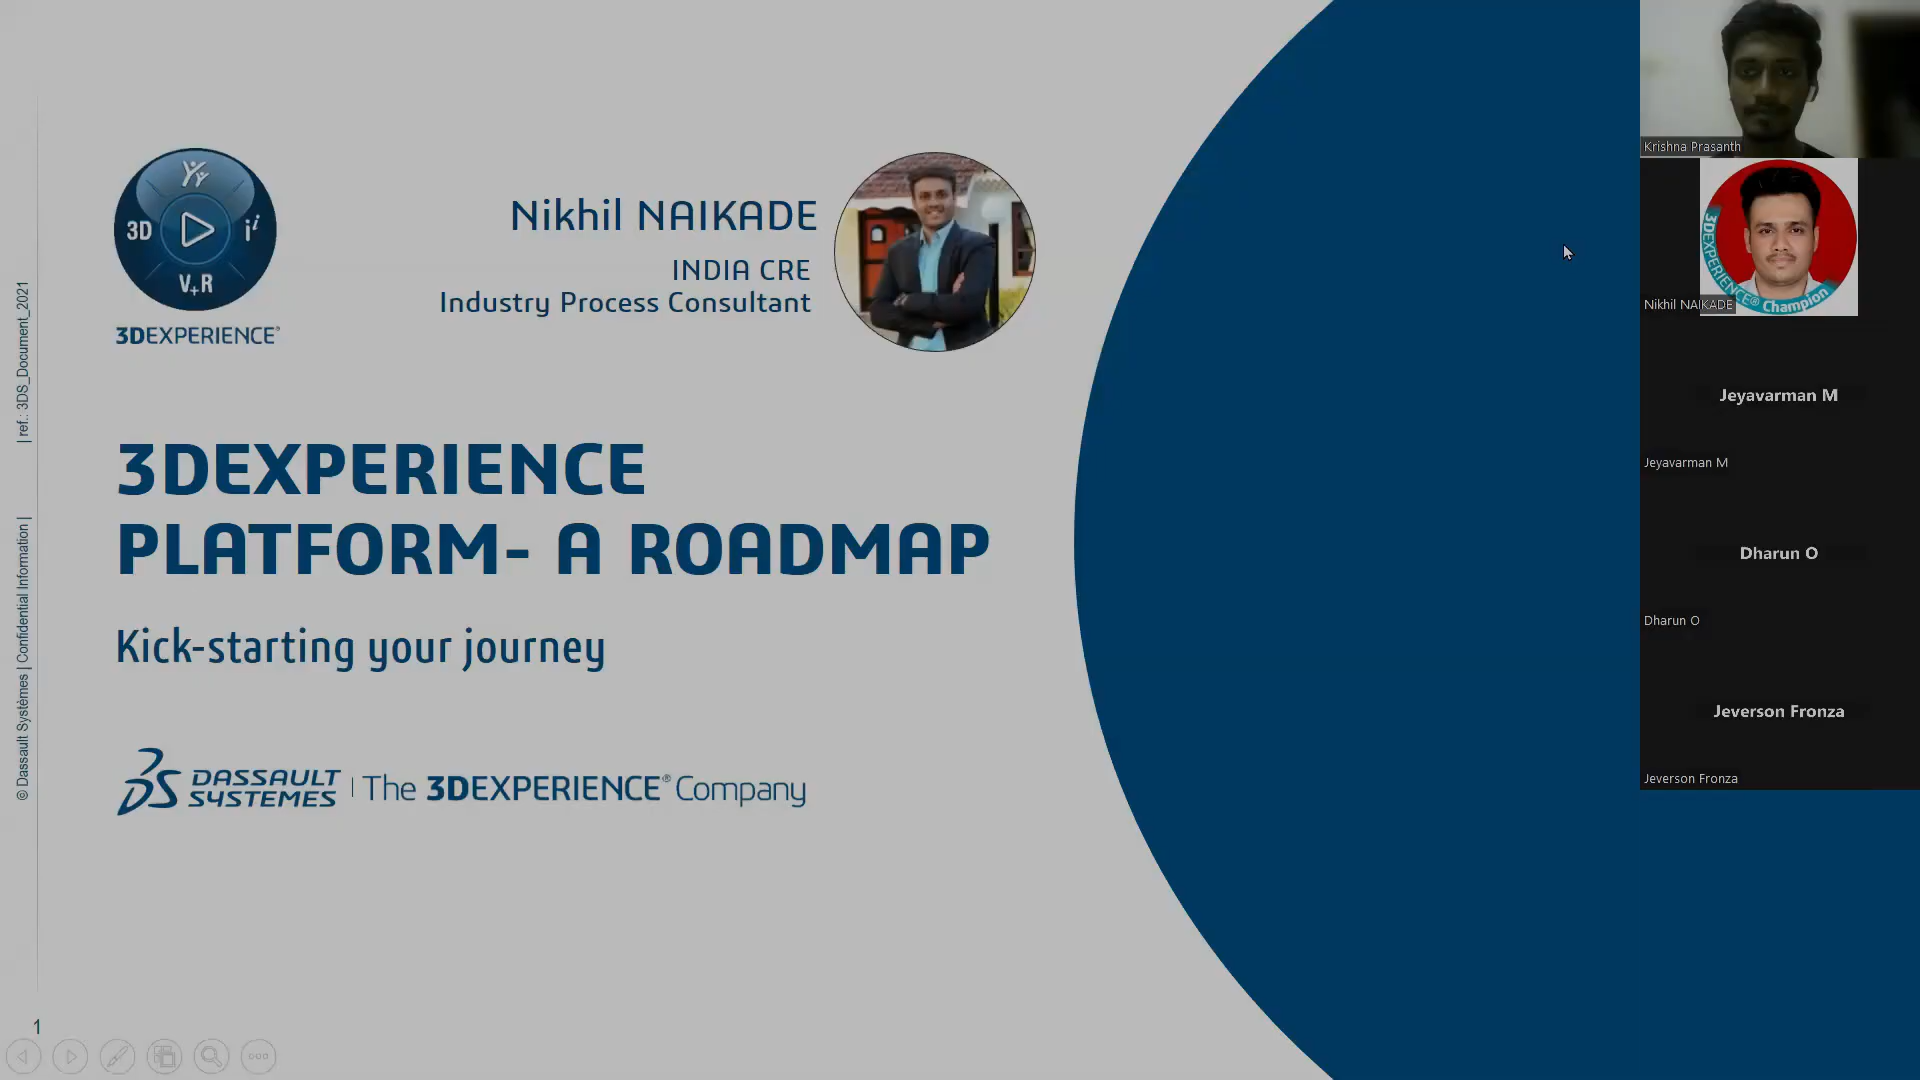 3D
i
V+R
3DEXPERIENCE®
Nikhil NAIKADE
INDIA CRE
Industry Process Consultant
3DEXPERIENCE
PLATFORM- A ROADMAP
Kick-starting your journey
DASSAULT
SYSTEMES
| The 3DEXPERIENCE® Company
© Dassault Systèmes | Confidential Information |
| ref.: 3DS_Document_2021
1
Krishna Prasanth
3DEXPERIENCE® Champion
Nikhil NAIKADE
Jeyavarman M
Jeyavarman M
Dharun O
Dharun O
Jeverson Fronza
Jeverson Fronza